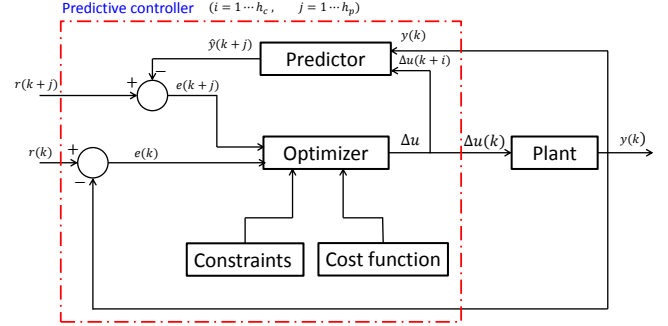 Predictive controller (i = 1 ⋯ h_c , j = 1 ⋯ h_p)
y(k)
ŷ(k + j)
Predictor
Δu(k + i)
r(k + j)
+
−
e(k + j)
r(k)
+
−
e(k)
Optimizer
Δu
Δu(k)
Plant
y(k)
Constraints
Cost function